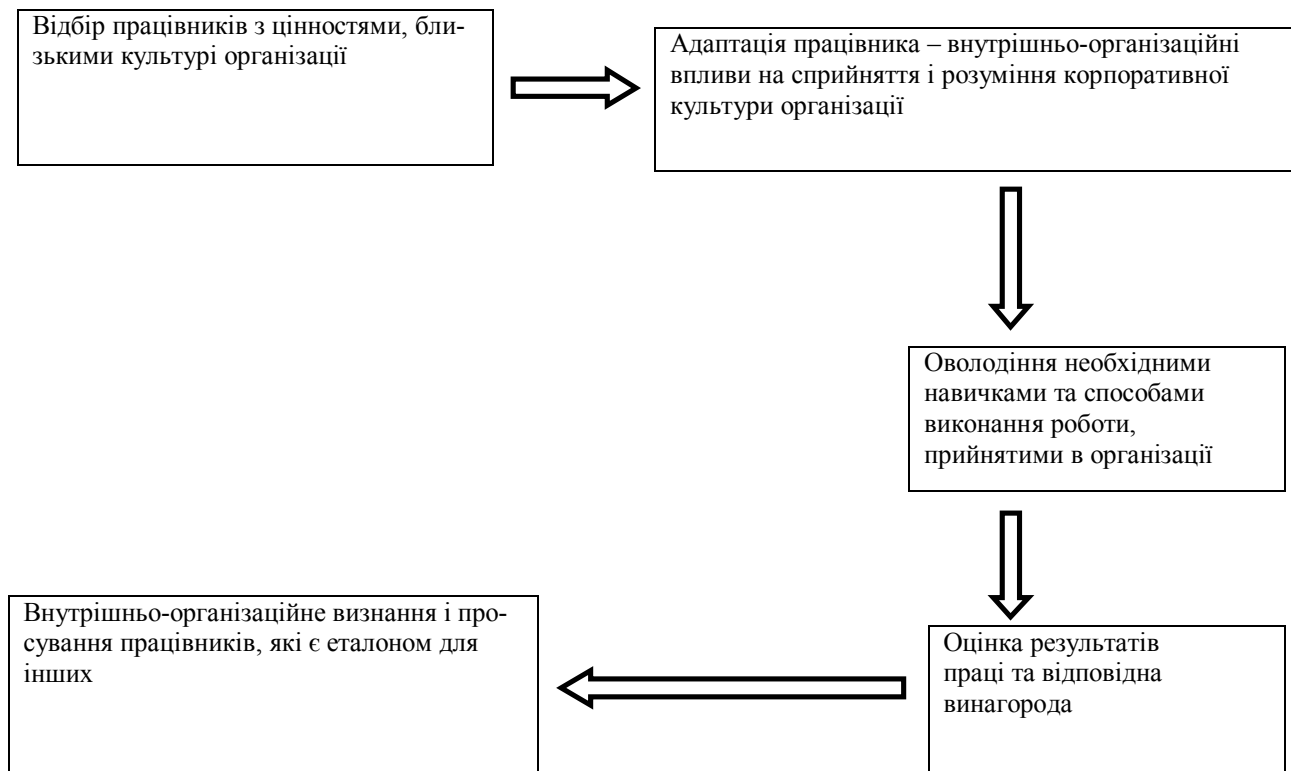 Відбір працівників з цінностями, бли-
зькими культурі організації
Адаптація працівника – внутрішньо-організаційні
впливи на сприйняття і розуміння корпоративної
культури організації
Оволодіння необхідними
навичками та способами
виконання роботи,
прийнятими в організації
Оцінка результатів
праці та відповідна
винагорода
Внутрішньо-організаційне визнання і про-
сування працівників, які є еталоном для
інших